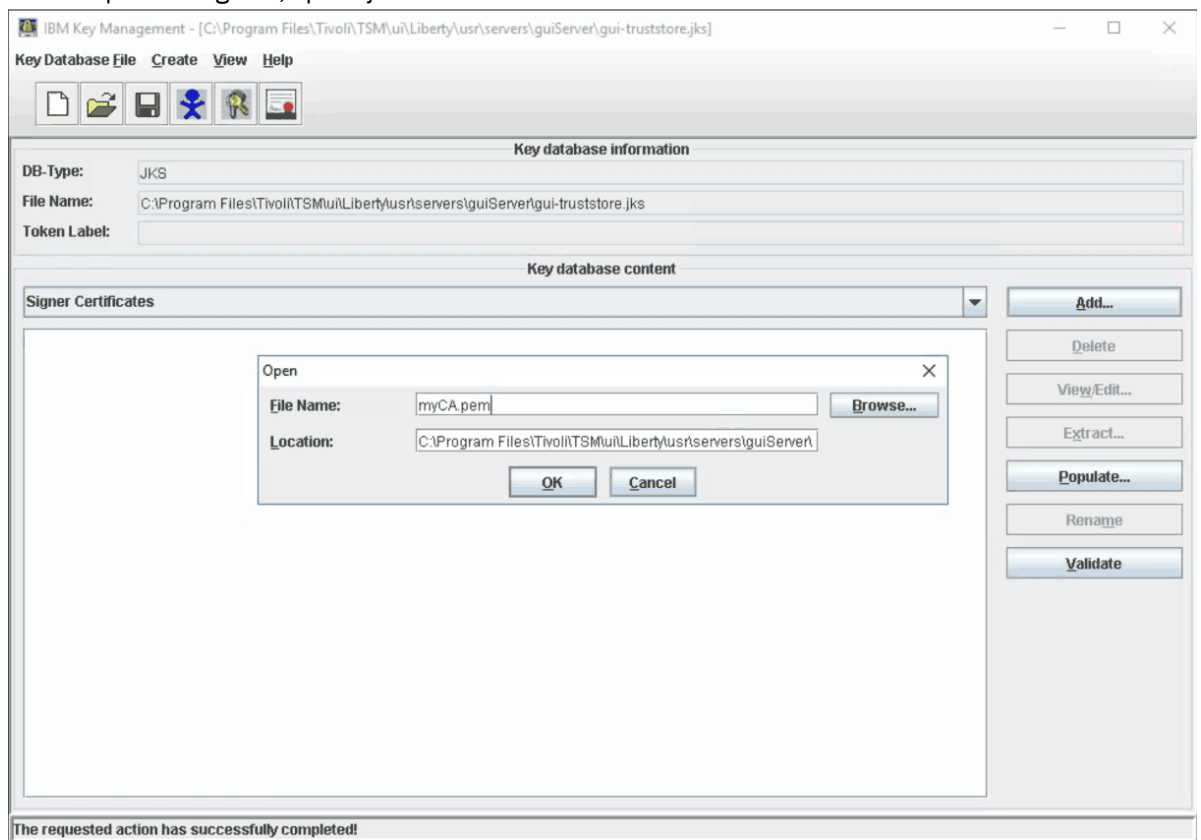 IBM Key Management - [C:\Program Files\Tivoli\TSM\ui\Liberty\usr\servers\guiServer\gui-truststore.jks]
Key Database File Create View Help
Key database information
DB-Type: JKS
File Name: C:\Program Files\Tivoli\TSM\ui\Liberty\usr\servers\guiServer\gui-truststore.jks
Token Label:
Key database content
Signer Certificates
Add...
Delete
View/Edit...
Extract...
Populate...
Rename
Validate
Open
File Name: myCA.pem Browse...
Location: C:\Program Files\Tivoli\TSM\ui\Liberty\usr\servers\guiServer\
OK Cancel
The requested action has successfully completed!